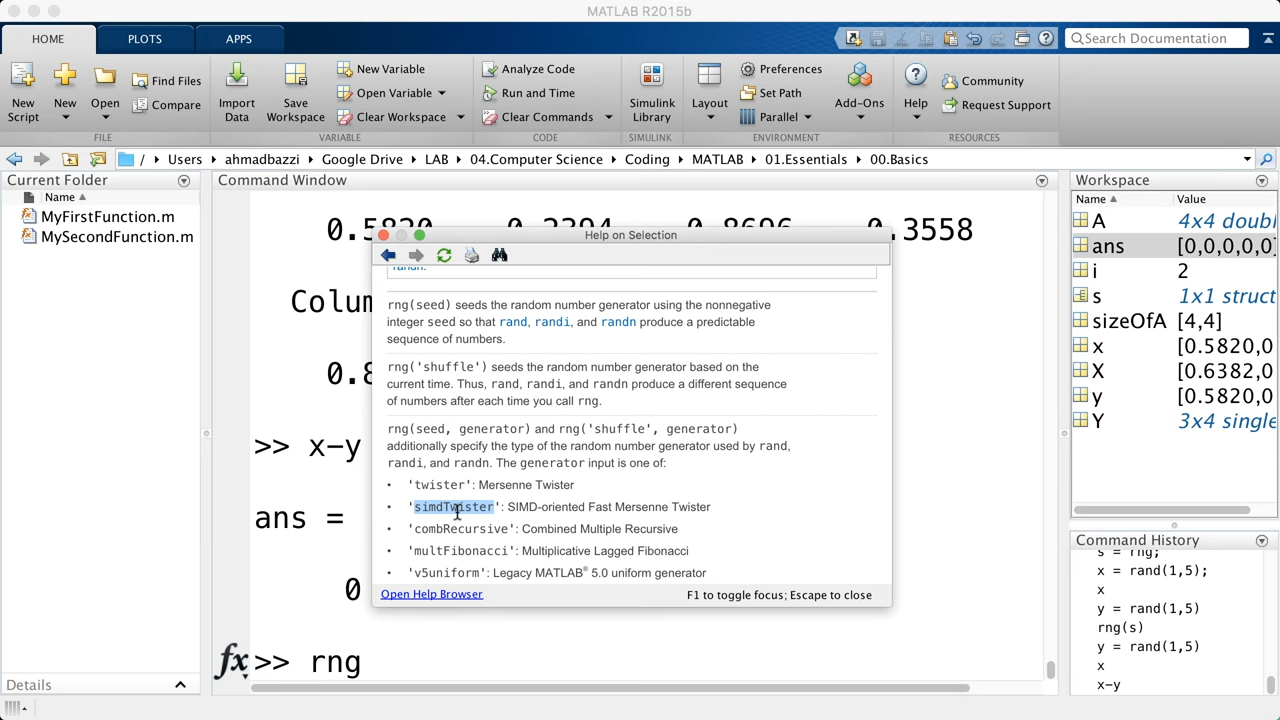 MATLAB R2015b
HOME
PLOTS
APPS
Search Documentation
New Script
New
Open
Find Files
Compare
Import Data
Save Workspace
New Variable
Open Variable
Clear Workspace
Analyze Code
Run and Time
Clear Commands
Simulink Library
Layout
Preferences
Set Path
Parallel
Add-Ons
Help
Community
Request Support
FILE
VARIABLE
CODE
SIMULINK
ENVIRONMENT
RESOURCES
/ Users ahmadbazzi Google Drive LAB 04.Computer Science Coding MATLAB 01.Essentials 00.Basics
Current Folder
Name
MyFirstFunction.m
MySecondFunction.m
Details
Command Window
0.5820 0.2394 0.8696 0.3558
Colum
0.8
>> x-y
ans =
0
fx >> rng
Help on Selection
randn.
rng(seed) seeds the random number generator using the nonnegative
integer seed so that rand, randi, and randn produce a predictable
sequence of numbers.
rng('shuffle') seeds the random number generator based on the
current time. Thus, rand, randi, and randn produce a different sequence
of numbers after each time you call rng.
rng(seed, generator) and rng('shuffle', generator)
additionally specify the type of the random number generator used by rand,
randi, and randn. The generator input is one of:
• 'twister': Mersenne Twister
• 'simdTwister': SIMD-oriented Fast Mersenne Twister
• 'combRecursive': Combined Multiple Recursive
• 'multFibonacci': Multiplicative Lagged Fibonacci
• 'v5uniform': Legacy MATLAB® 5.0 uniform generator
Open Help Browser
F1 to toggle focus; Escape to close
Workspace
Name Value
A 4x4 doubl
ans [0,0,0,0,0]
i 2
s 1x1 struct
sizeOfA [4,4]
x [0.5820,0
X [0.6382,0
y [0.5820,0
Y 3x4 single
Command History
s = rng;
x = rand(1,5);
x
y = rand(1,5)
rng(s)
y = rand(1,5)
x
x-y